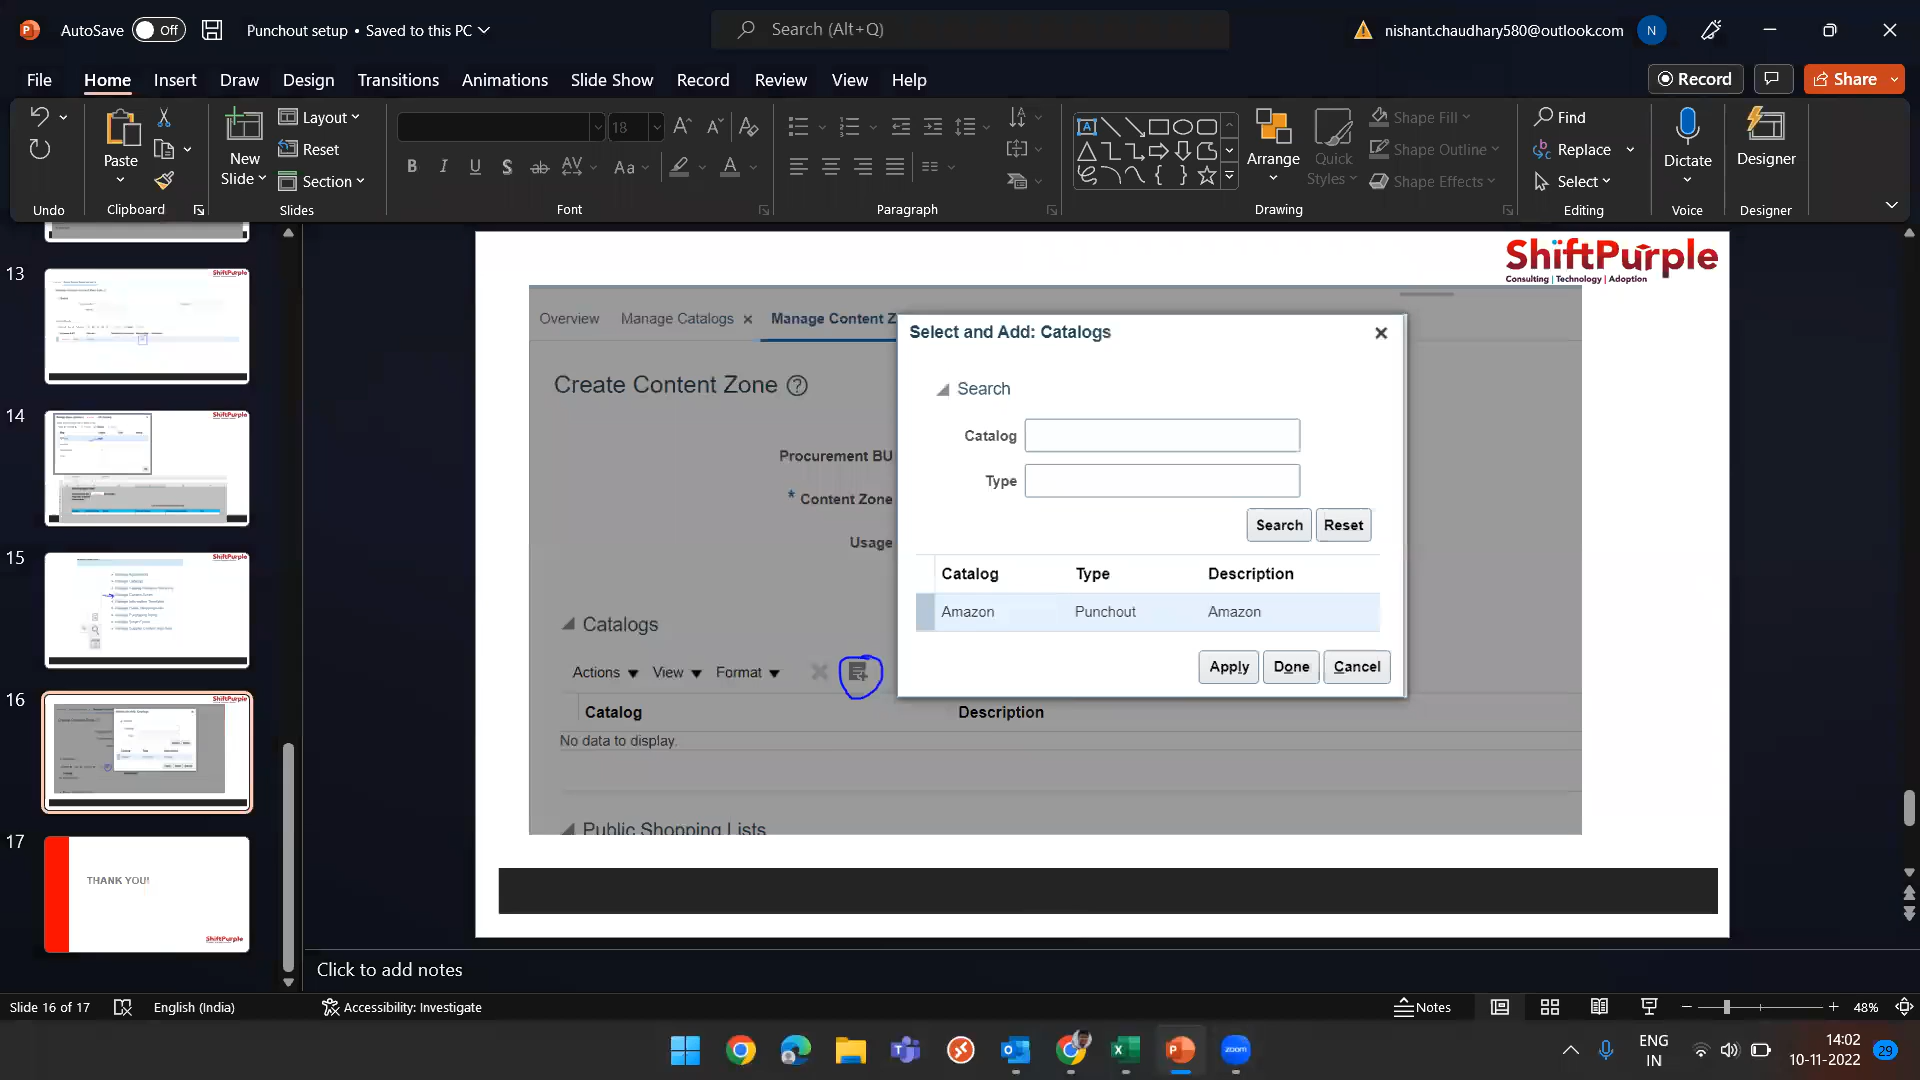 AutoSave Off Punchout setup • Saved to this PC Search (Alt+Q) nishant.chaudhary580@outlook.com N
File Home Insert Draw Design Transitions Animations Slide Show Record Review View Help Record Share
Paste New Slide Layout Reset Section 18 Arrange Quick Styles Shape Fill Shape Outline Shape Effects Find Replace Select Dictate Designer
Undo Clipboard Slides Font Paragraph Drawing Editing Voice Designer
13
ShiftPurple
14
ShiftPurple
15
ShiftPurple
16
ShiftPurple
17
THANK YOU!
ShiftPurple
ShiftPurple
Consulting | Technology | Adoption
Overview Manage Catalogs Manage Content Z
Create Content Zone
Procurement BU
* Content Zone
Usage
Catalogs
Actions View Format
Catalog Description
No data to display.
Public Shopping Lists
Select and Add: Catalogs
Search
Catalog
Type
Search Reset
Catalog Type Description
Amazon Punchout Amazon
Apply Done Cancel
Click to add notes
Slide 16 of 17 English (India) Accessibility: Investigate Notes 48%
zoom
ENG
IN
14:02
10-11-2022
29